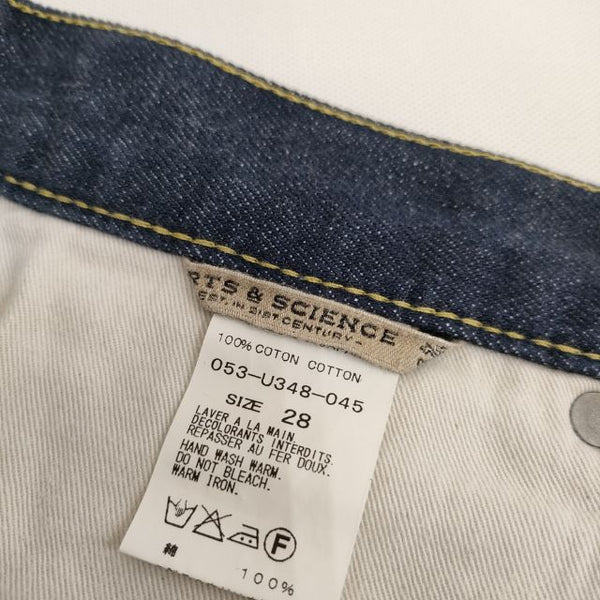 RTS & SCIENCE
EST. IN 21ST CENTURY
100% COTON COTTON
053-U348-045
SIZE 28
LAVER A LA MAIN
DECOLORANTS INTERDITS
REPASSER AU FER DOUX.
HAND WASH WARM.
DO NOT BLEACH.
WARM IRON.
F
綿 100%